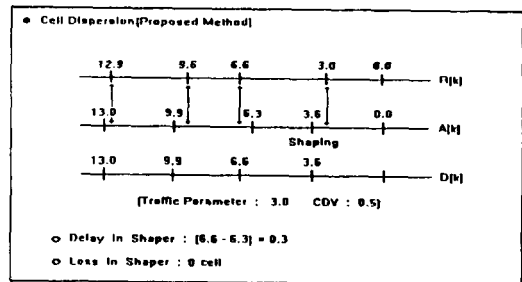 ● Cell Dispersion[Proposed Method]
12.9 9.6 6.6 3.0 0.0
R[k]
13.0 9.9 6.3 3.6 0.0
A[k]
Shaping
13.0 9.9 6.6 3.6
D[k]
[Traffic Parameter : 3.0 CDV : 0.5]
○ Delay In Shaper : [6.6 - 6.3] = 0.3
○ Loss In Shaper : 0 cell